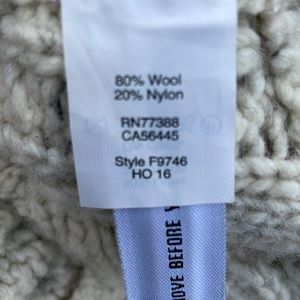 80% Wool
20% Nylon
RN77388
CA56445
Style F9746
HO 16
OVE BEFORE